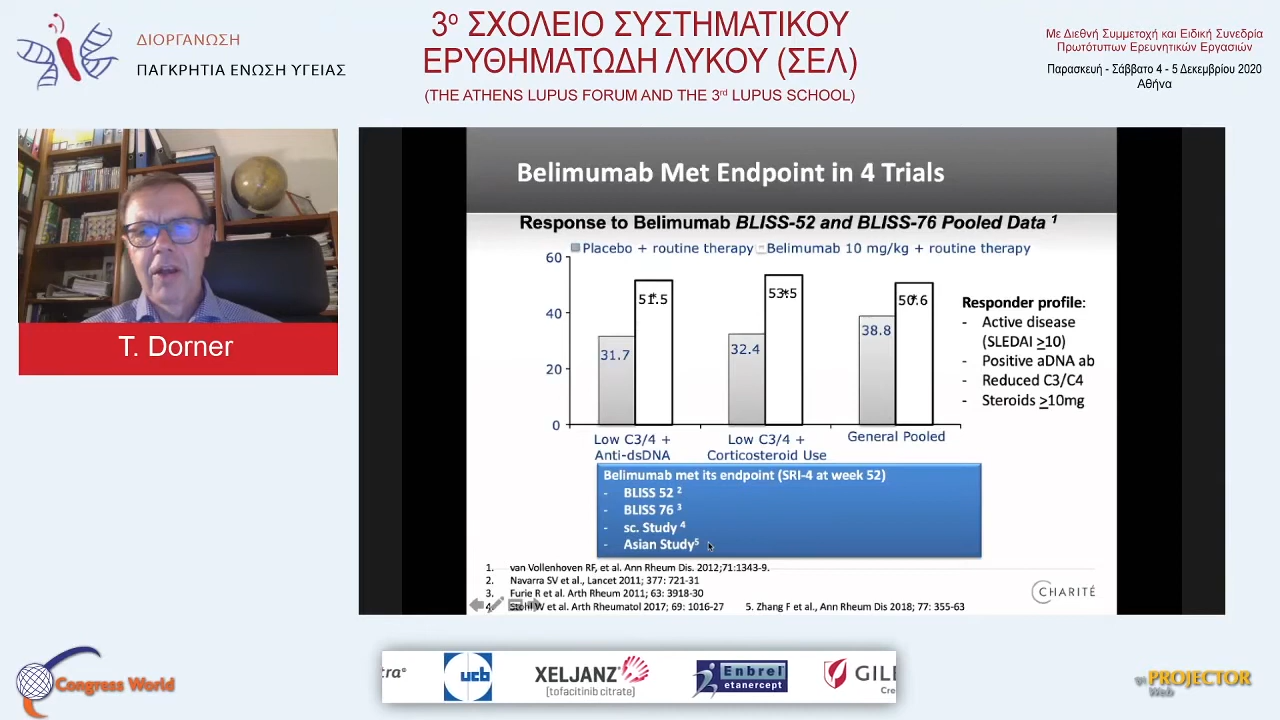 ΔΙΟΡΓΑΝΩΣΗ
ΠΑΓΚΡΗΤΙΑ ΕΝΩΣΗ ΥΓΕΙΑΣ
3ο ΣΧΟΛΕΙΟ ΣΥΣΤΗΜΑΤΙΚΟΥ
ΕΡΥΘΗΜΑΤΩΔΗ ΛΥΚΟΥ (ΣΕΛ)
(THE ATHENS LUPUS FORUM AND THE 3rd LUPUS SCHOOL)
Με Διεθνή Συμμετοχή και Ειδική Συνεδρία
Πρωτότυπων Ερευνητικών Εργασιών
Παρασκευή - Σάββατο 4 - 5 Δεκεμβρίου 2020
Αθήνα
T. Dorner
Belimumab Met Endpoint in 4 Trials
Response to Belimumab BLISS-52 and BLISS-76 Pooled Data 1
Placebo + routine therapy Belimumab 10 mg/kg + routine therapy
60
40
20
0
31.7
51.5
*
32.4
53.5
*
38.8
50.6
*
Low C3/4 +
Anti-dsDNA
Low C3/4 +
Corticosteroid Use
General Pooled
Responder profile:
- Active disease
(SLEDAI ≥10)
- Positive aDNA ab
- Reduced C3/C4
- Steroids ≥10mg
Belimumab met its endpoint (SRI-4 at week 52)
- BLISS 52 2
- BLISS 76 3
- sc. Study 4
- Asian Study5
1. van Vollenhoven RF, et al. Ann Rheum Dis. 2012;71:1343-9.
2. Navarra SV et al., Lancet 2011; 377: 721-31
3. Furie R et al. Arth Rheum 2011; 63: 3918-30
4. Stohl W et al. Arth Rheumatol 2017; 69: 1016-27 5. Zhang F et al., Ann Rheum Dis 2018; 77: 355-63
CHARITÉ
Congress World
tra®
ucb
XELJANZ
[tofacitinib citrate]
Enbrel
etanercept
GIL
Cre
PROJECTOR
Web